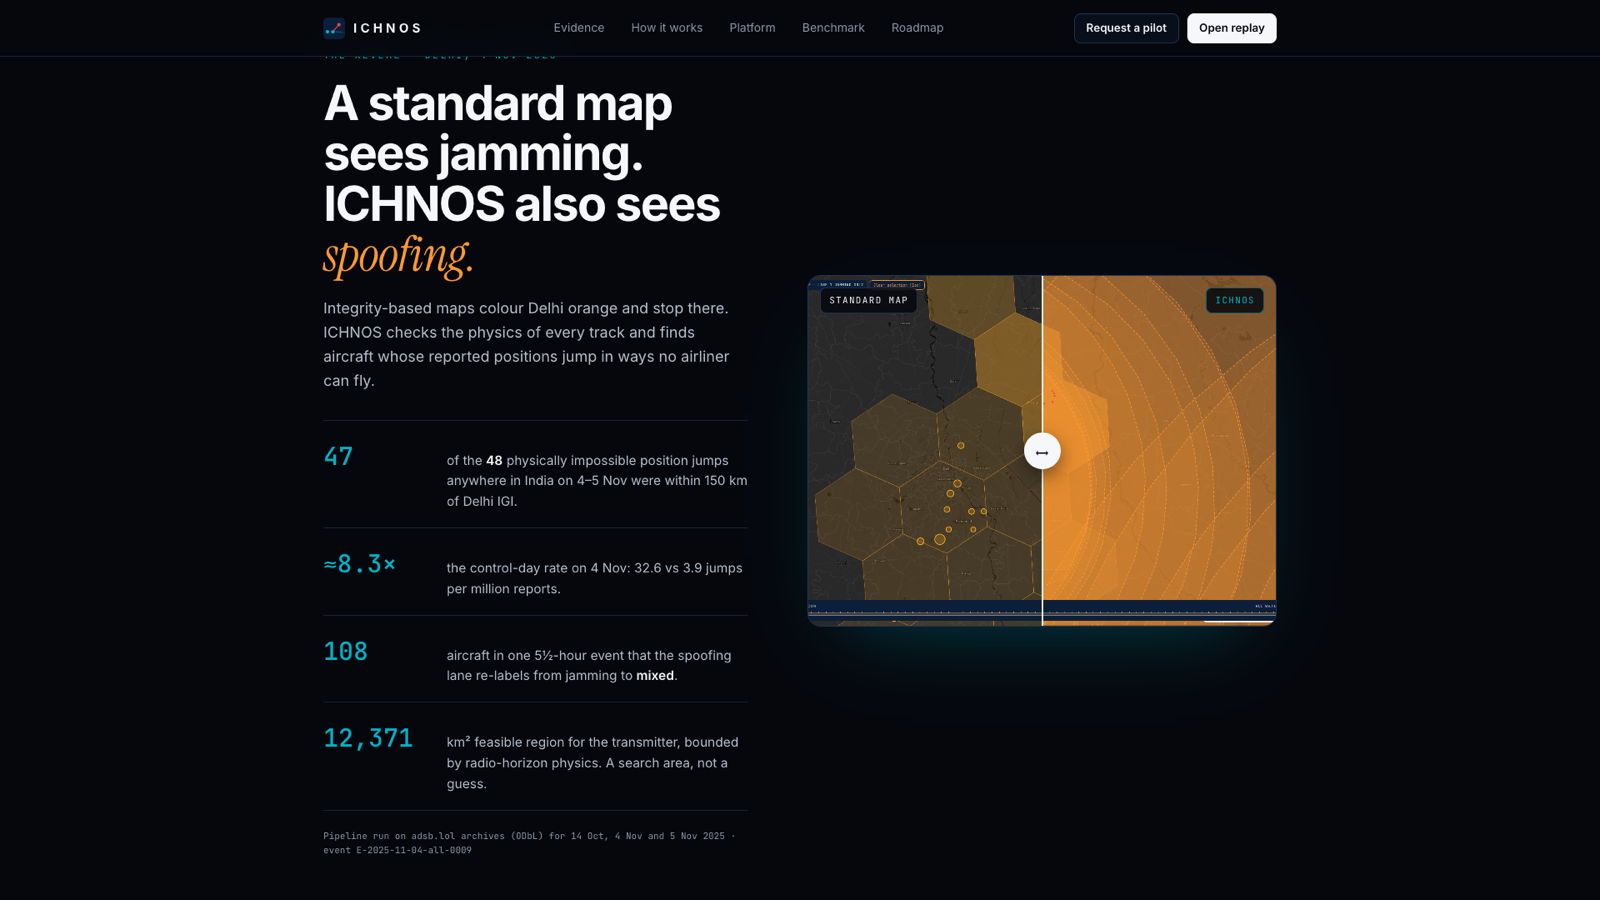 ICHNOS
Evidence
How it works
Platform
Benchmark
Roadmap
Request a pilot
Open replay
A standard map
sees jamming.
ICHNOS also sees
spoofing.
Integrity-based maps colour Delhi orange and stop there.
ICHNOS checks the physics of every track and finds
aircraft whose reported positions jump in ways no airliner
can fly.
47
of the 48 physically impossible position jumps
anywhere in India on 4–5 Nov were within 150 km
of Delhi IGI.
≈8.3×
the control-day rate on 4 Nov: 32.6 vs 3.9 jumps
per million reports.
108
aircraft in one 5½-hour event that the spoofing
lane re-labels from jamming to mixed.
12,371
km² feasible region for the transmitter, bounded
by radio-horizon physics. A search area, not a
guess.
Pipeline run on adsb.lol archives (ODbL) for 14 Oct, 4 Nov and 5 Nov 2025 ·
event E-2025-11-04-all-0009
STANDARD MAP
ICHNOS